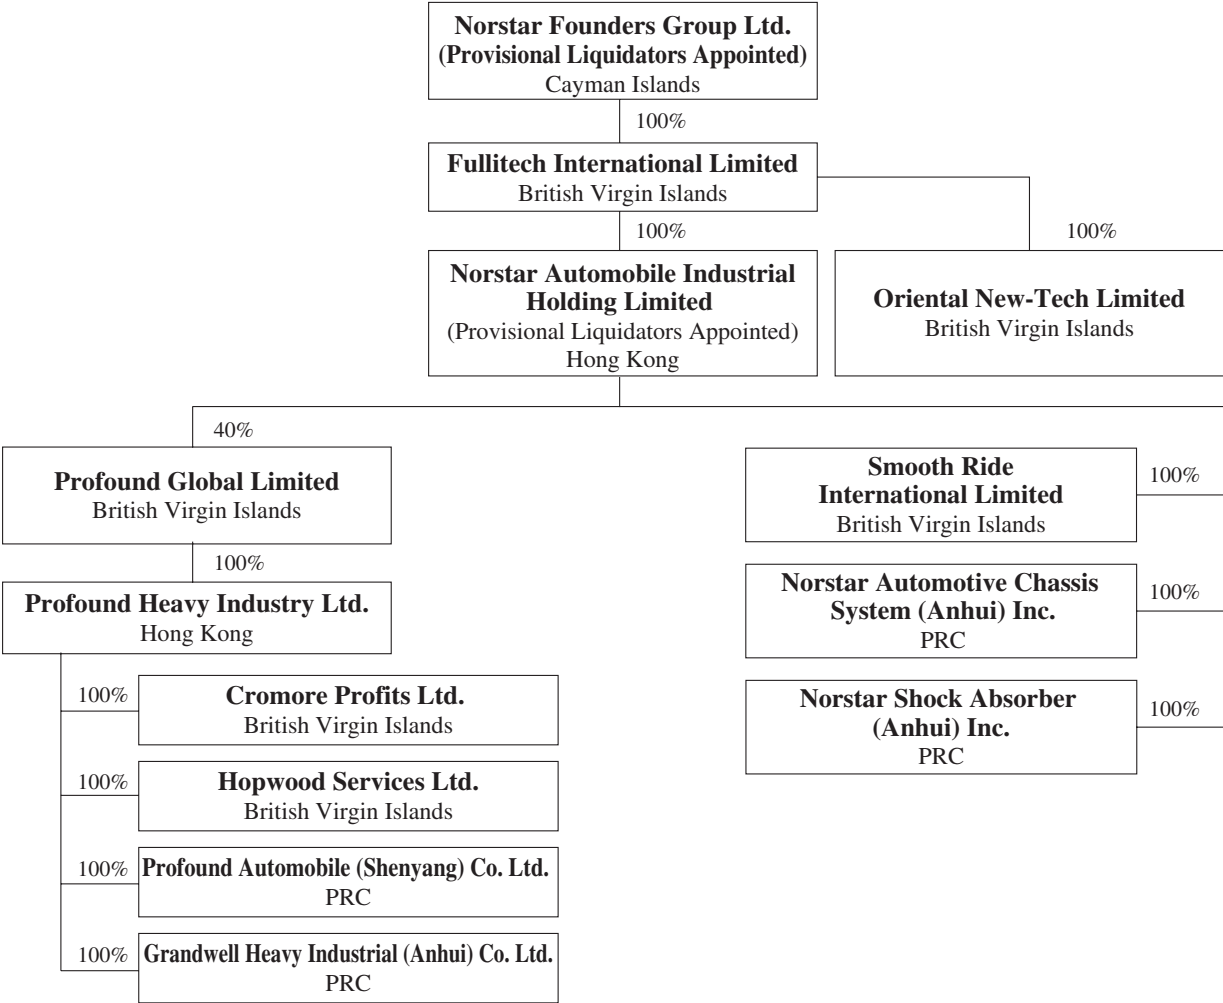 Norstar Founders Group Ltd.
(Provisional Liquidators Appointed)
Cayman Islands
100%
Fullitech International Limited
British Virgin Islands
100%
100%
Norstar Automobile Industrial
Holding Limited
(Provisional Liquidators Appointed)
Hong Kong
Oriental New-Tech Limited
British Virgin Islands
40%
Profound Global Limited
British Virgin Islands
100%
Profound Heavy Industry Ltd.
Hong Kong
100%
Cromore Profits Ltd.
British Virgin Islands
100%
Hopwood Services Ltd.
British Virgin Islands
100%
Profound Automobile (Shenyang) Co. Ltd.
PRC
100%
Grandwell Heavy Industrial (Anhui) Co. Ltd.
PRC
Smooth Ride
International Limited
British Virgin Islands
100%
Norstar Automotive Chassis
System (Anhui) Inc.
PRC
100%
Norstar Shock Absorber
(Anhui) Inc.
PRC
100%